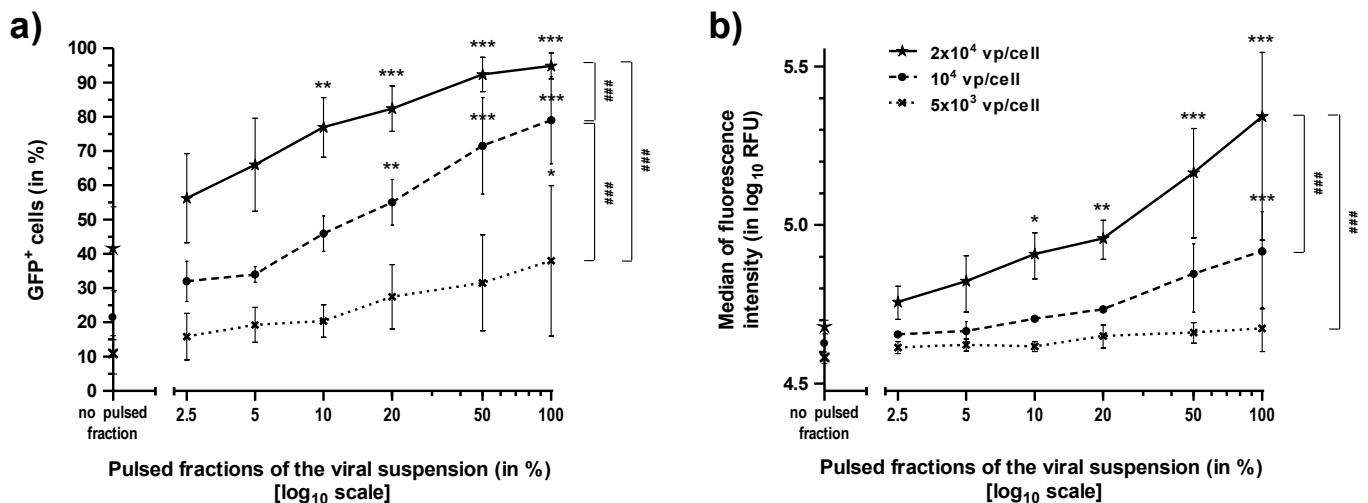 a)
GFP+ cells (in %)
100
90
80
70
60
50
40
30
20
10
0
**
***
***
***
**
***
***
*
###
###
###
no pulsed
fraction
2.5
5
10
20
50
100
Pulsed fractions of the viral suspension (in %)
[log10 scale]
b)
Median of fluorescence
intensity (in log10 RFU)
5.5
5.0
4.5
2x10⁴ vp/cell
10⁴ vp/cell
5x10³ vp/cell
*
**
***
***
***
###
###
no pulsed
fraction
2.5
5
10
20
50
100
Pulsed fractions of the viral suspension (in %)
[log10 scale]